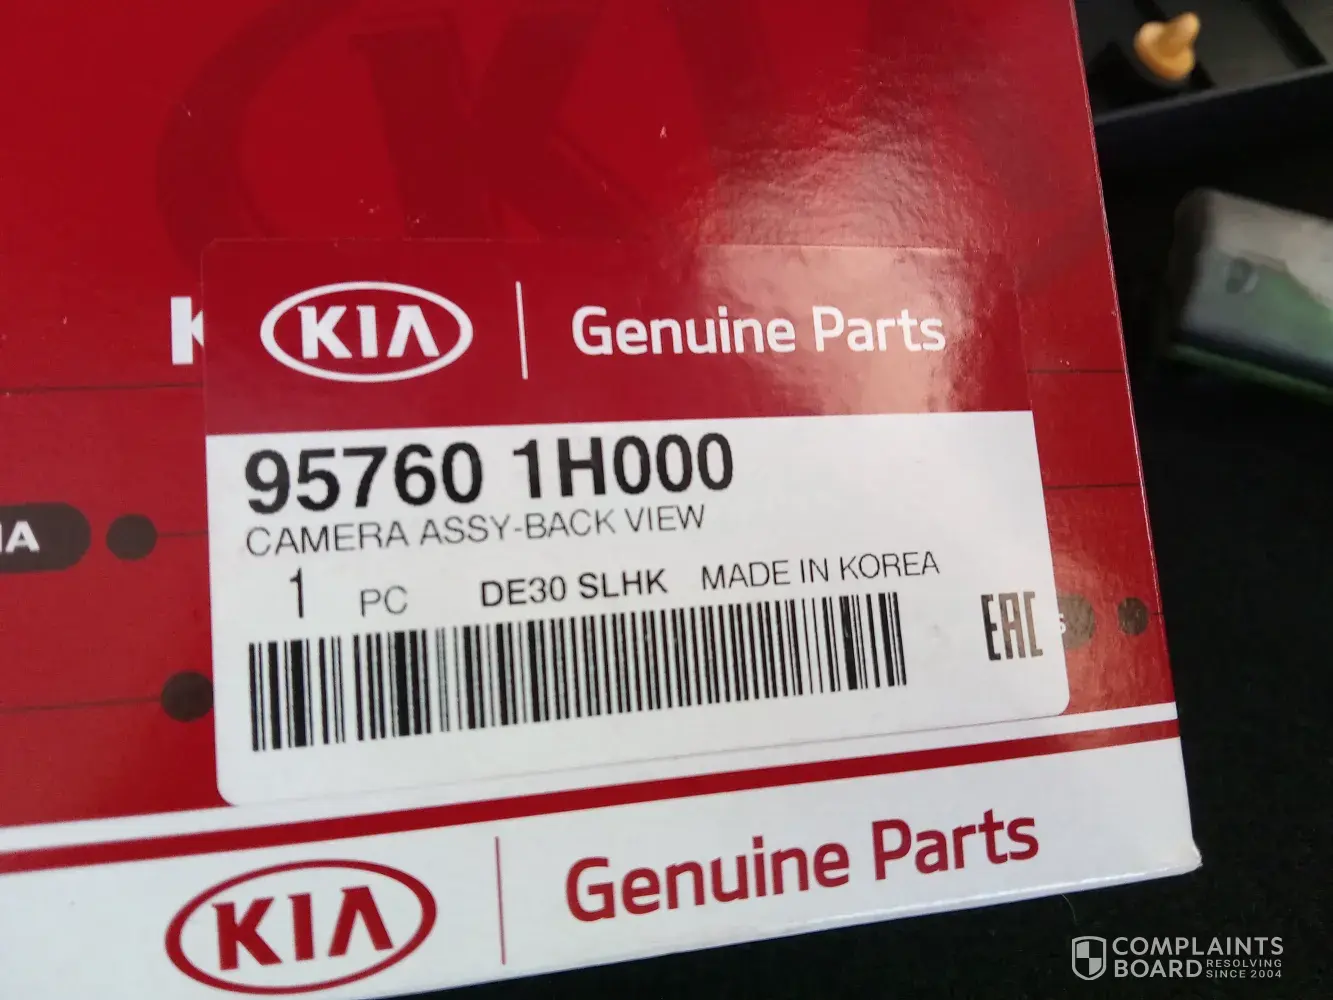 KIA
Genuine Parts
95760 1H000
CAMERA ASSY-BACK VIEW
1 PC DE30 SLHK MADE IN KOREA
EAC
KIA
Genuine Parts
COMPLAINTS
BOARD RESOLVING
SINCE 2004